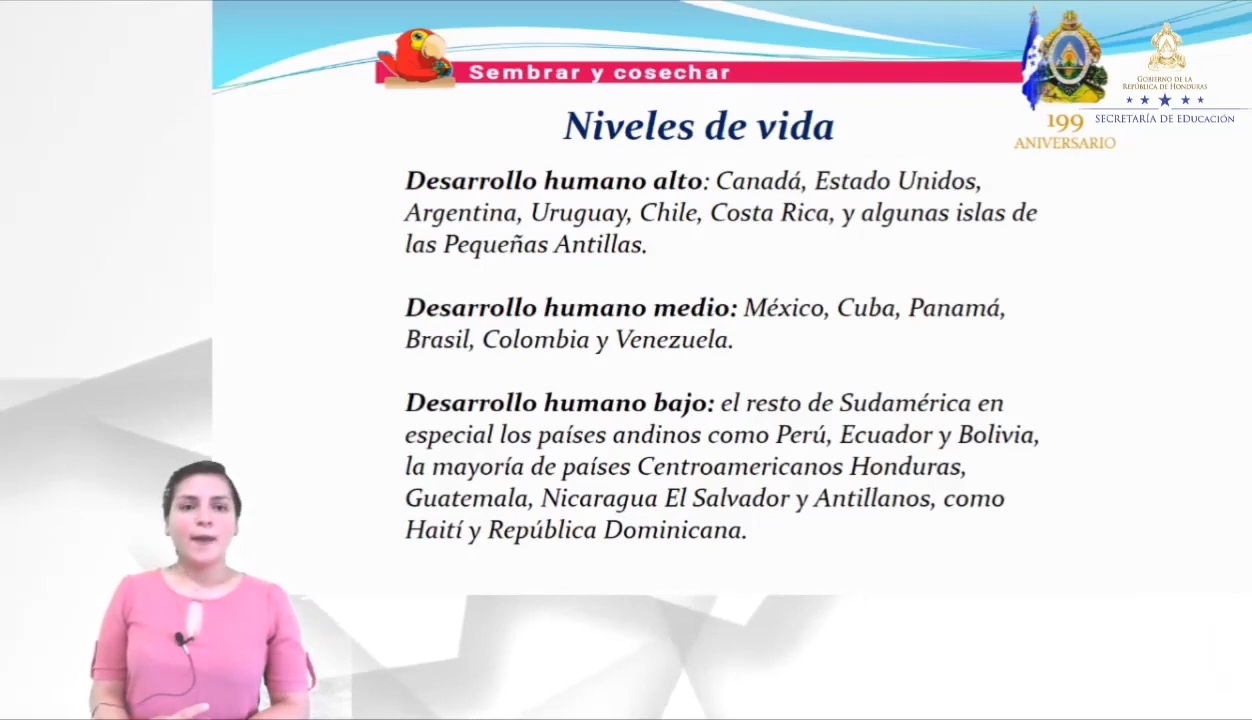 Sembrar y cosechar
GOBIERNO DE LA
REPÚBLICA DE HONDURAS
SECRETARÍA DE EDUCACIÓN
199
ANIVERSARIO
Niveles de vida
Desarrollo humano alto: Canadá, Estado Unidos,
Argentina, Uruguay, Chile, Costa Rica, y algunas islas de
las Pequeñas Antillas.
Desarrollo humano medio: México, Cuba, Panamá,
Brasil, Colombia y Venezuela.
Desarrollo humano bajo: el resto de Sudamérica en
especial los países andinos como Perú, Ecuador y Bolivia,
la mayoría de países Centroamericanos Honduras,
Guatemala, Nicaragua El Salvador y Antillanos, como
Haití y República Dominicana.